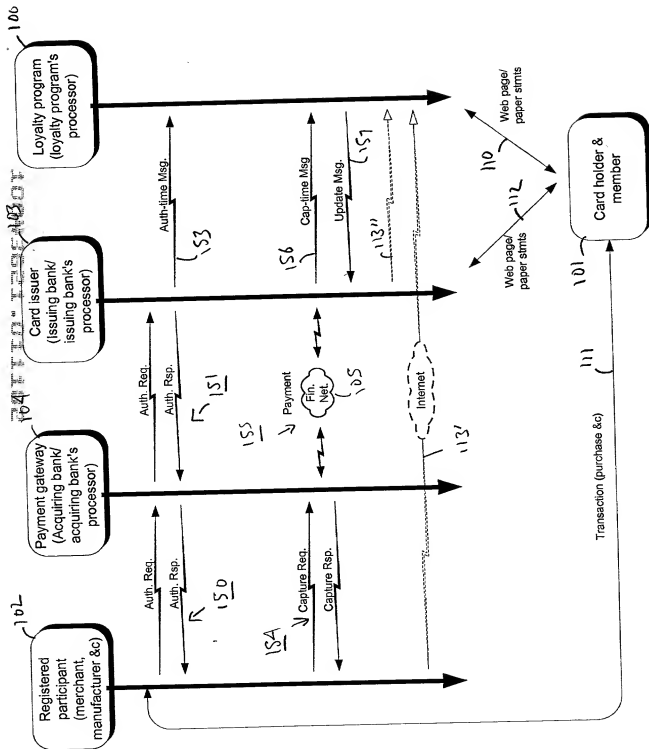 100
Loyalty program
(loyalty program's
processor)
103
Card issuer
(Issuing bank/
issuing bank's
processor)
104
Payment gateway
(Acquiring bank/
acquiring bank's
processor)
102
Registered
participant
(merchant,
manufacturer &c)
Auth. Req.
Auth. Rsp.
150
Auth. Req.
Auth. Rsp.
151
Auth-time Msg.
153
154
Capture Req.
Capture Rsp.
155
Payment
Fin.
Net.
105
Cap-time Msg.
156
Update Msg.
157
113"
Internet
113'
Web page/
paper stmts
110
Web page/
paper stmts
112
101
Card holder &
member
111
Transaction (purchase &c)